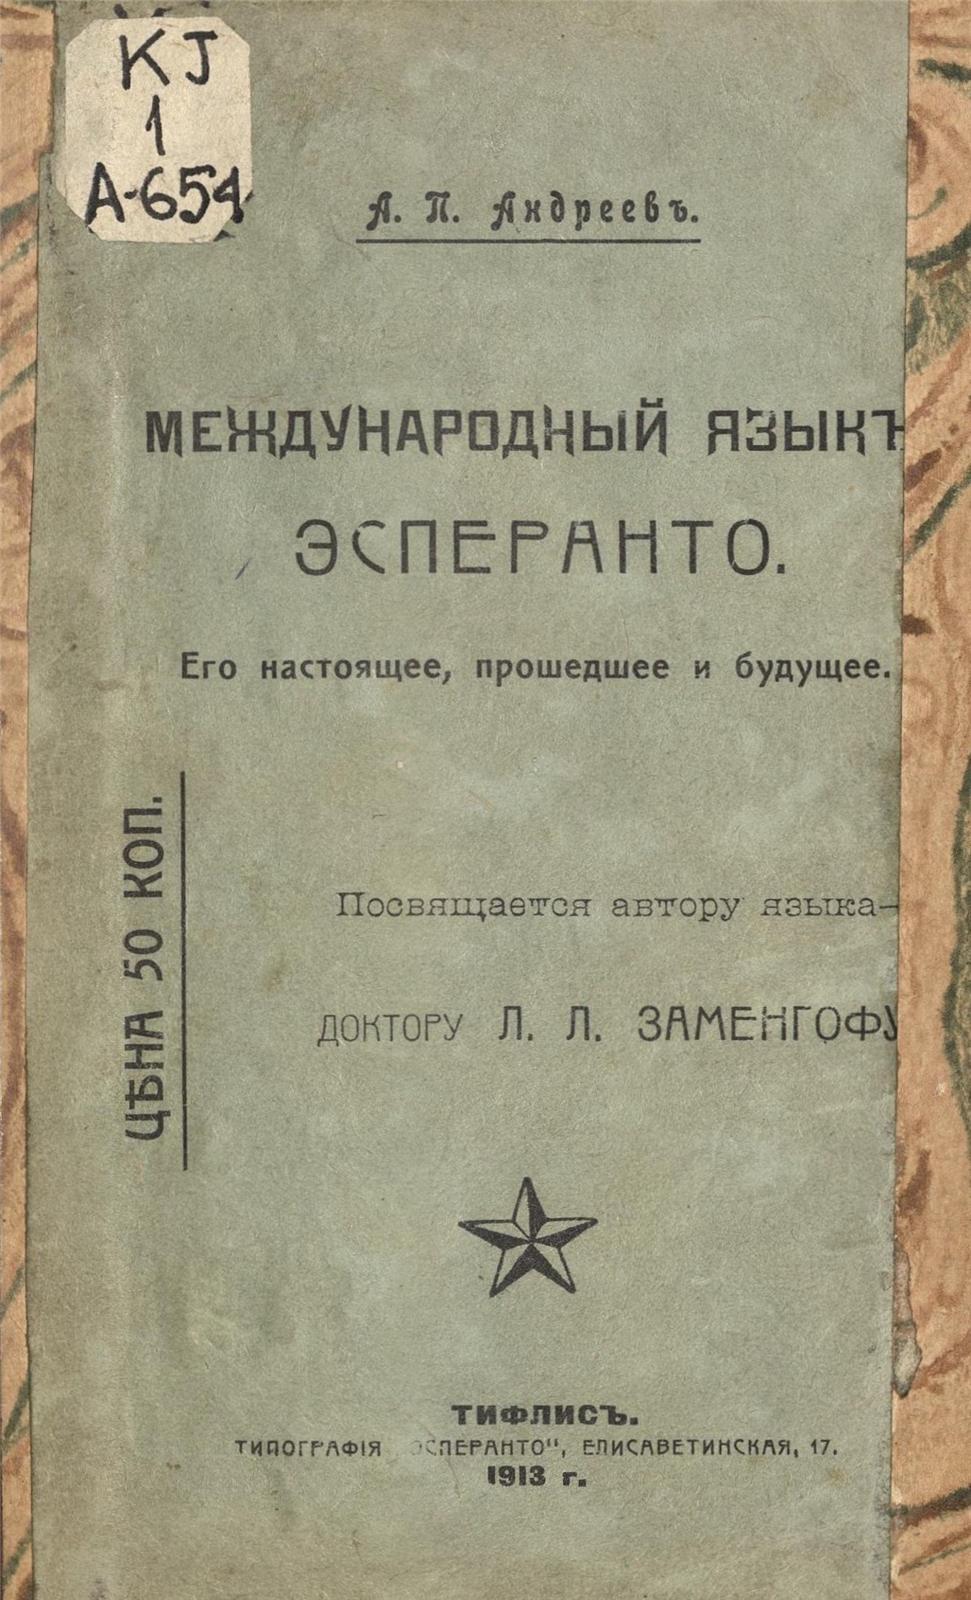 KJ
1
А-654
А. П. Андреевъ.
МЕЖДУНАРОДНЫЙ ЯЗЫКЪ
ЭСПЕРАНТО.
Его настоящее, прошедшее и будущее.
ЦѢНА 50 КОП.
Посвящается автору языка—
ДОКТОРУ Л. Л. ЗАМЕНГОФУ
ТИФЛИСЪ.
ТИПОГРАФІЯ „ЭСПЕРАНТО“, ЕЛИСАВЕТИНСКАЯ, 17.
1913 г.